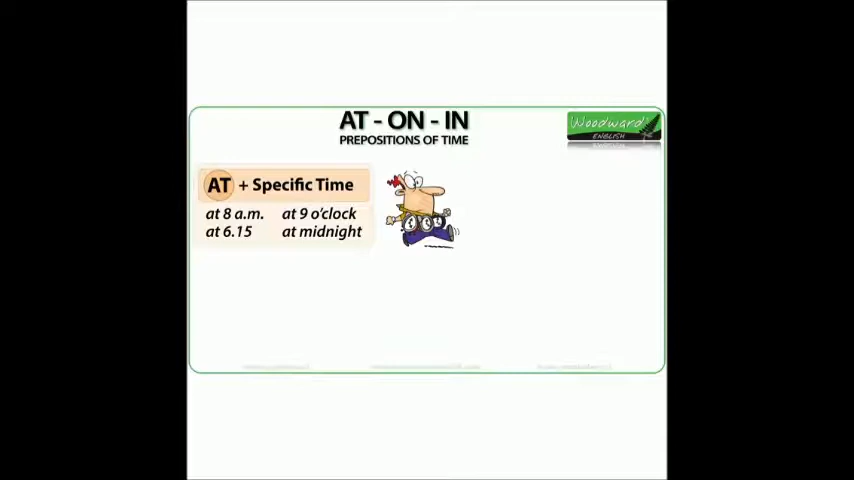 AT - ON - IN
PREPOSITIONS OF TIME
Woodward
ENGLISH
AT + Specific Time
at 8 a.m. at 9 o'clock
at 6.15 at midnight